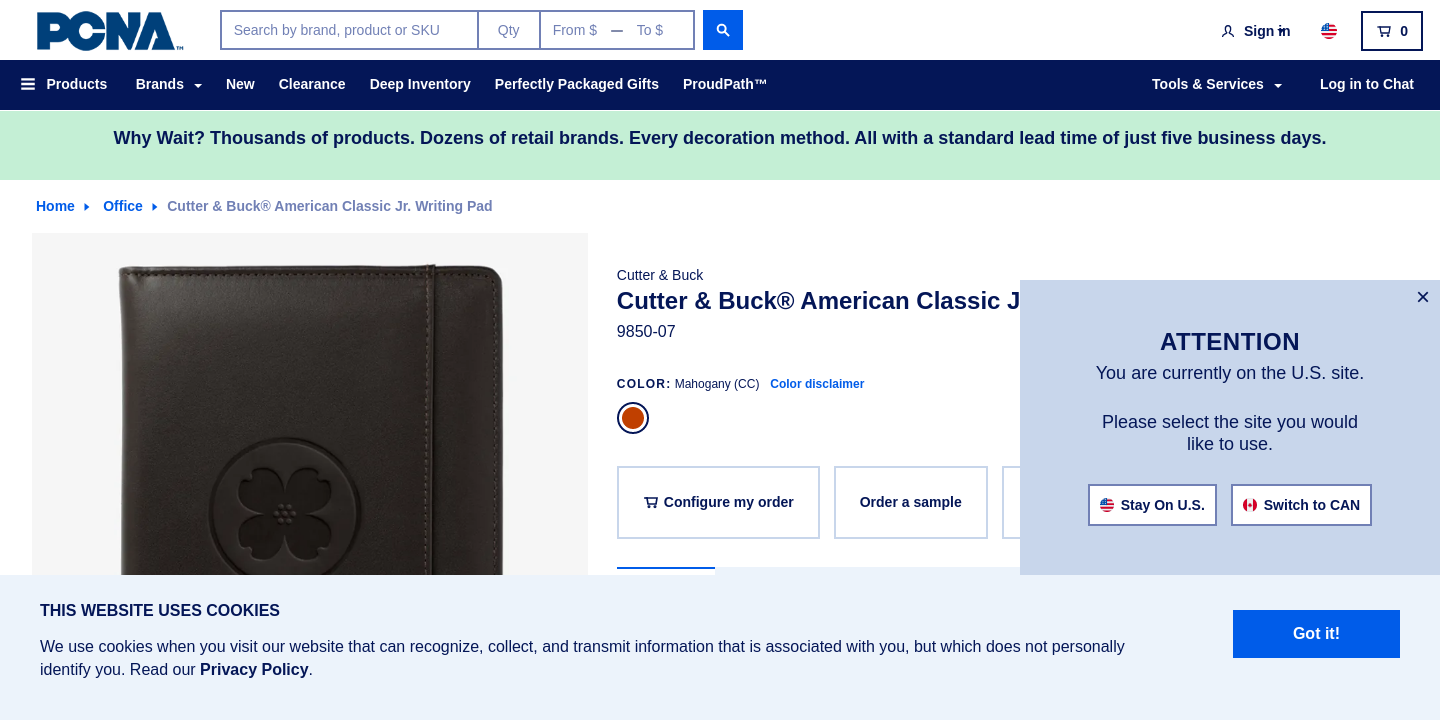 PCNA™
Search by brand, product or SKU
Qty
From $ — To $
Sign in
0
Products
Brands
New
Clearance
Deep Inventory
Perfectly Packaged Gifts
ProudPath™
Tools & Services
Log in to Chat
Why Wait? Thousands of products. Dozens of retail brands. Every decoration method. All with a standard lead time of just five business days.
Home
Office
Cutter & Buck® American Classic Jr. Writing Pad
Cutter & Buck
Cutter & Buck® American Classic J
9850-07
COLOR: Mahogany (CC) Color disclaimer
Configure my order
Order a sample
×
ATTENTION
You are currently on the U.S. site.
Please select the site you would
like to use.
Stay On U.S.
Switch to CAN
THIS WEBSITE USES COOKIES
We use cookies when you visit our website that can recognize, collect, and transmit information that is associated with you, but which does not personally
identify you. Read our Privacy Policy.
Got it!